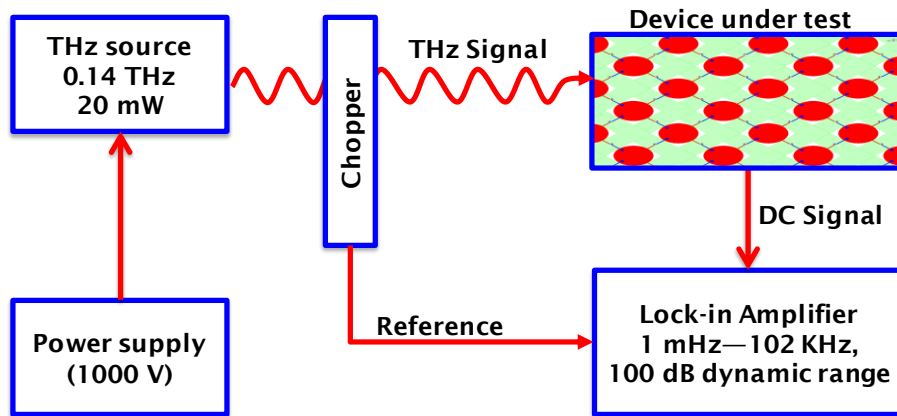 THz source
0.14 THz
20 mW
Chopper
THz Signal
Device under test
DC Signal
Power supply
(1000 V)
Reference
Lock-in Amplifier
1 mHz—102 KHz,
100 dB dynamic range